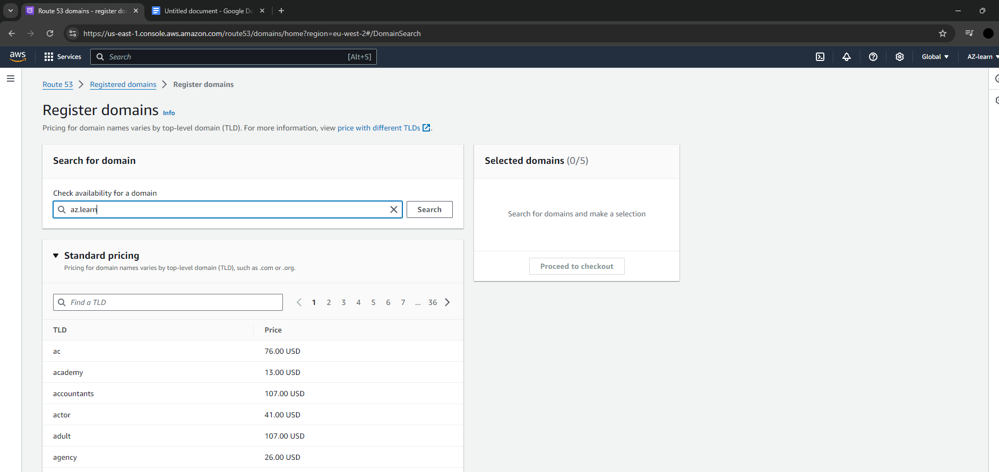 Route 53 domains - register do
Untitled document - Google Do
https://us-east-1.console.aws.amazon.com/route53/domains/home?region=eu-west-2#/DomainSearch
aws
Services
Search
[Alt+S]
Global
AZ-learn
Route 53
Registered domains
Register domains
Register domains Info
Pricing for domain names varies by top-level domain (TLD). For more information, view price with different TLDs .
Search for domain
Check availability for a domain
az.learn
Search
Selected domains (0/5)
Search for domains and make a selection
Proceed to checkout
Standard pricing
Pricing for domain names varies by top-level domain (TLD), such as .com or .org.
Find a TLD
1 2 3 4 5 6 7 ... 36
TLD Price
ac 76.00 USD
academy 13.00 USD
accountants 107.00 USD
actor 41.00 USD
adult 107.00 USD
agency 26.00 USD